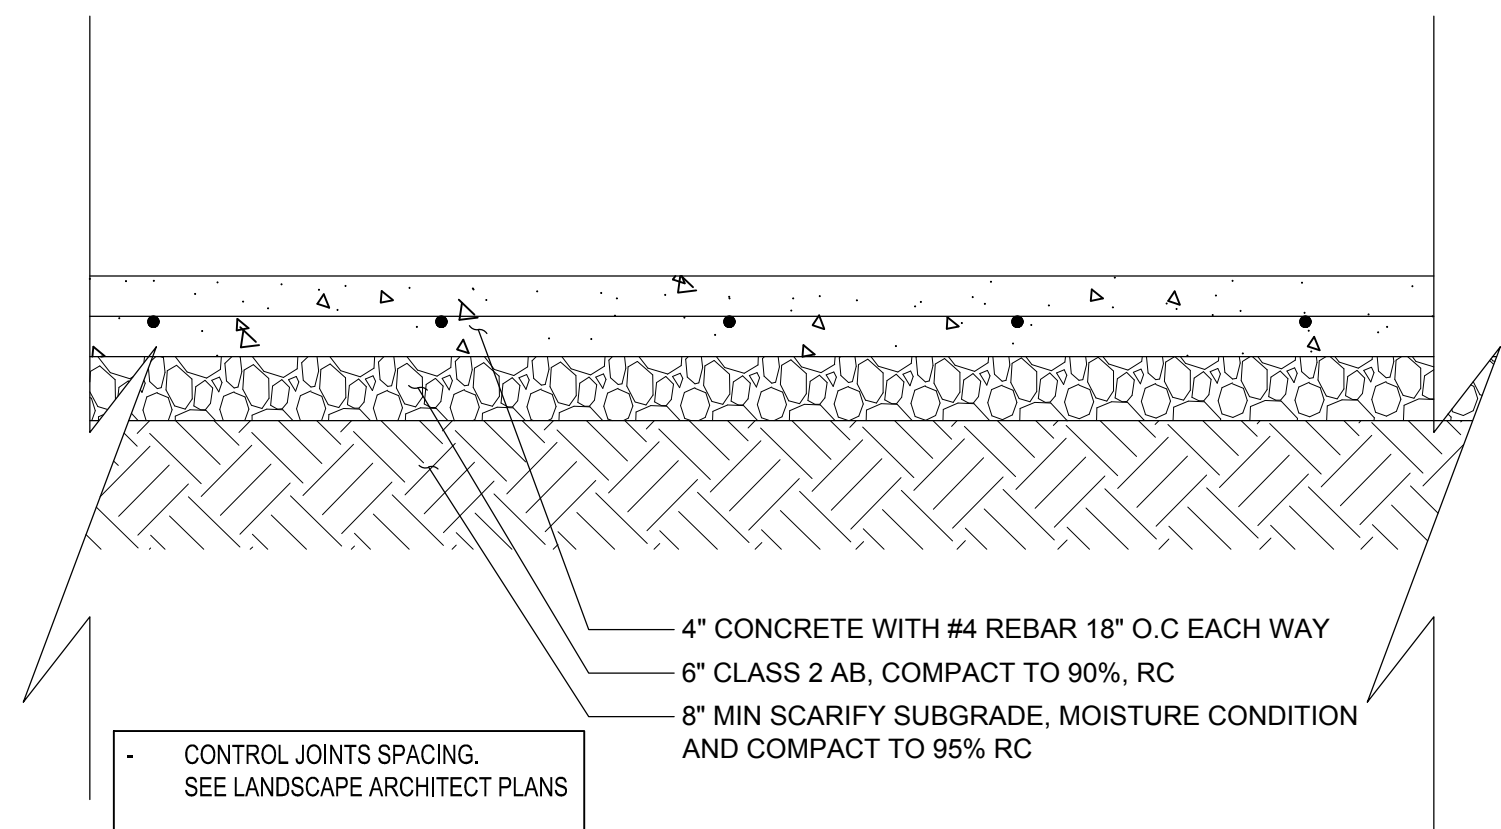 4" CONCRETE WITH #4 REBAR 18" O.C EACH WAY
6" CLASS 2 AB, COMPACT TO 90%, RC
8" MIN SCARIFY SUBGRADE, MOISTURE CONDITION
AND COMPACT TO 95% RC
- CONTROL JOINTS SPACING.
SEE LANDSCAPE ARCHITECT PLANS